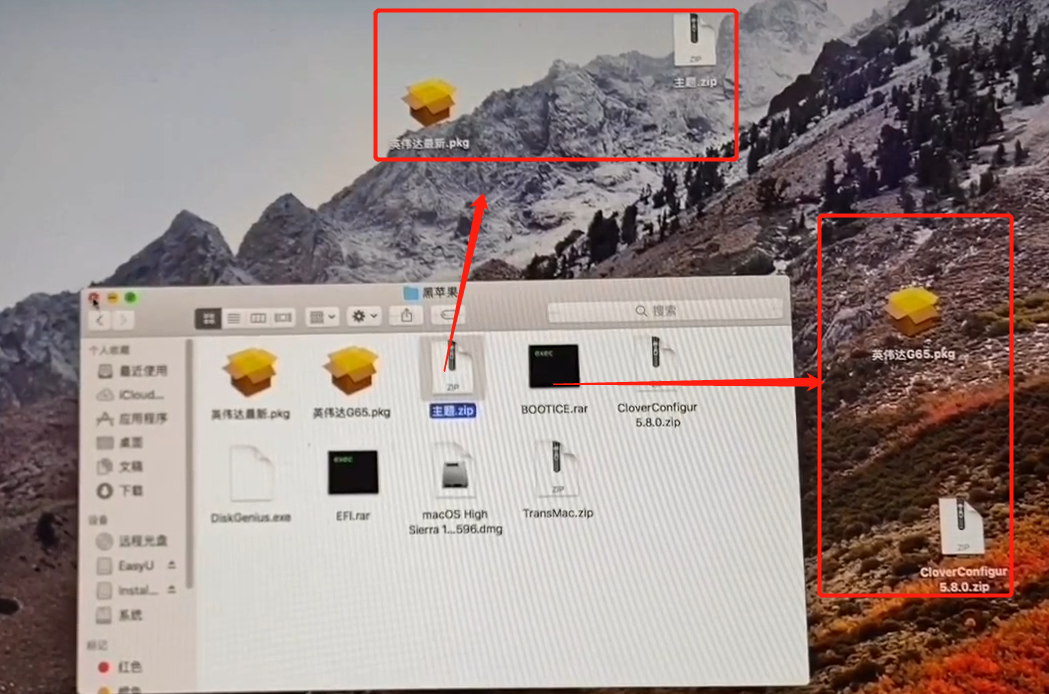 ZIP
主题.zip
英伟达最新.pkg
英伟达G65.pkg
ZIP
CloverConfigur
5.8.0.zip
黑苹果
搜索
个人收藏
最近使用
iCloud...
应用程序
桌面
文稿
下载
设备
远程光盘
EasyU
Instal...
系统
标记
红色
橙色
英伟达最新.pkg
英伟达G65.pkg
ZIP
主题.zip
exec
BOOTICE.rar
CloverConfigur
5.8.0.zip
DiskGenius.exe
exec
EFI.rar
macOS High
Sierra 1...596.dmg
ZIP
TransMac.zip